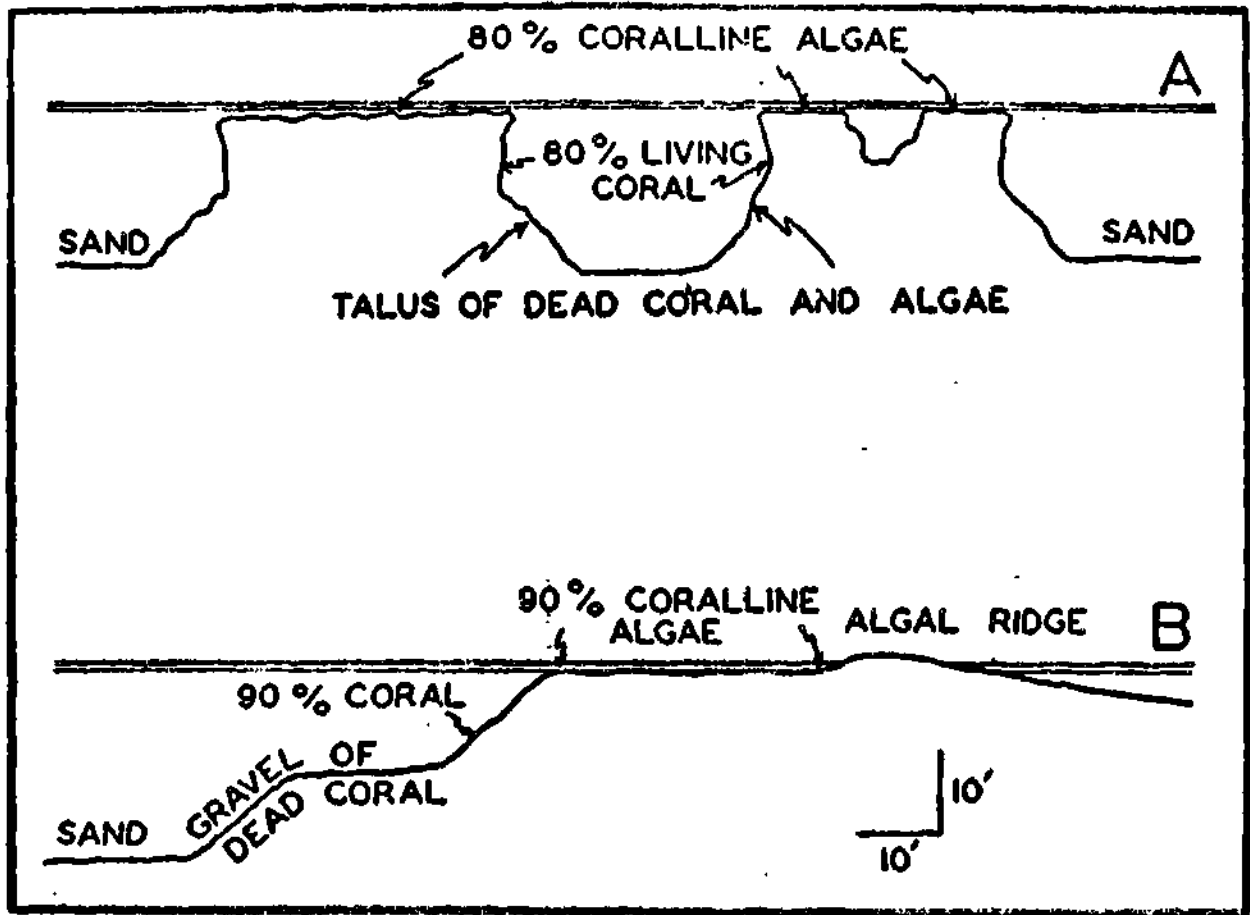 80% CORALLINE ALGAE
A
80% LIVING
CORAL
SAND
SAND
TALUS OF DEAD CORAL AND ALGAE
90% CORALLINE
ALGAE
ALGAL RIDGE
B
90% CORAL
GRAVEL OF
DEAD CORAL
SAND
10'
10'